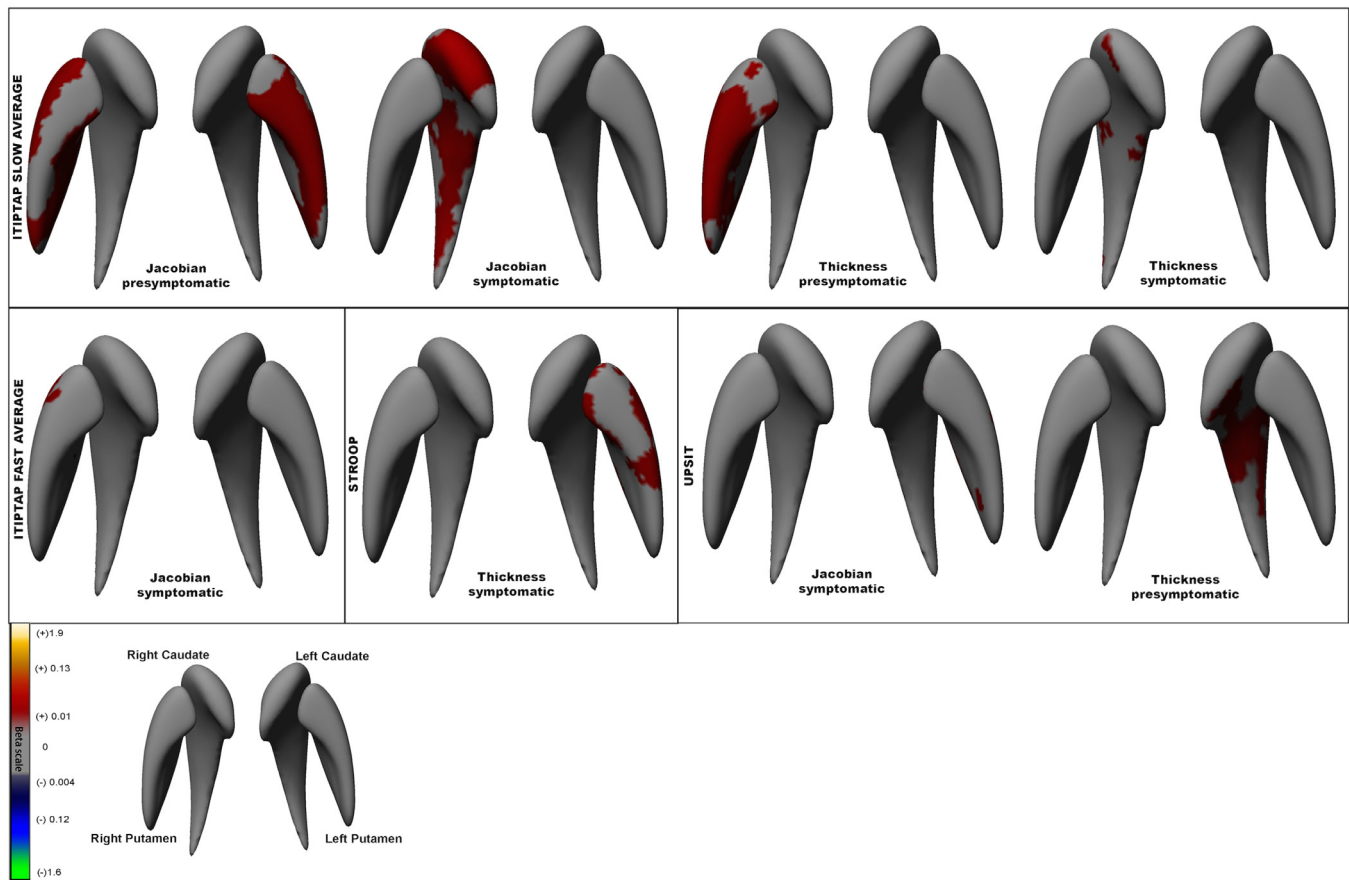 ITIPTAP SLOW AVERAGE
Jacobian
presymptomatic
Jacobian
symptomatic
Thickness
presymptomatic
Thickness
symptomatic
ITIPTAP FAST AVERAGE
Jacobian
symptomatic
STROOP
Thickness
symptomatic
UPSIT
Jacobian
symptomatic
Thickness
presymptomatic
Beta scale
(+)1.9
(+) 0.13
(+) 0.01
0
(-) 0.004
(-) 0.12
(-)1.6
Right Caudate
Left Caudate
Right Putamen
Left Putamen